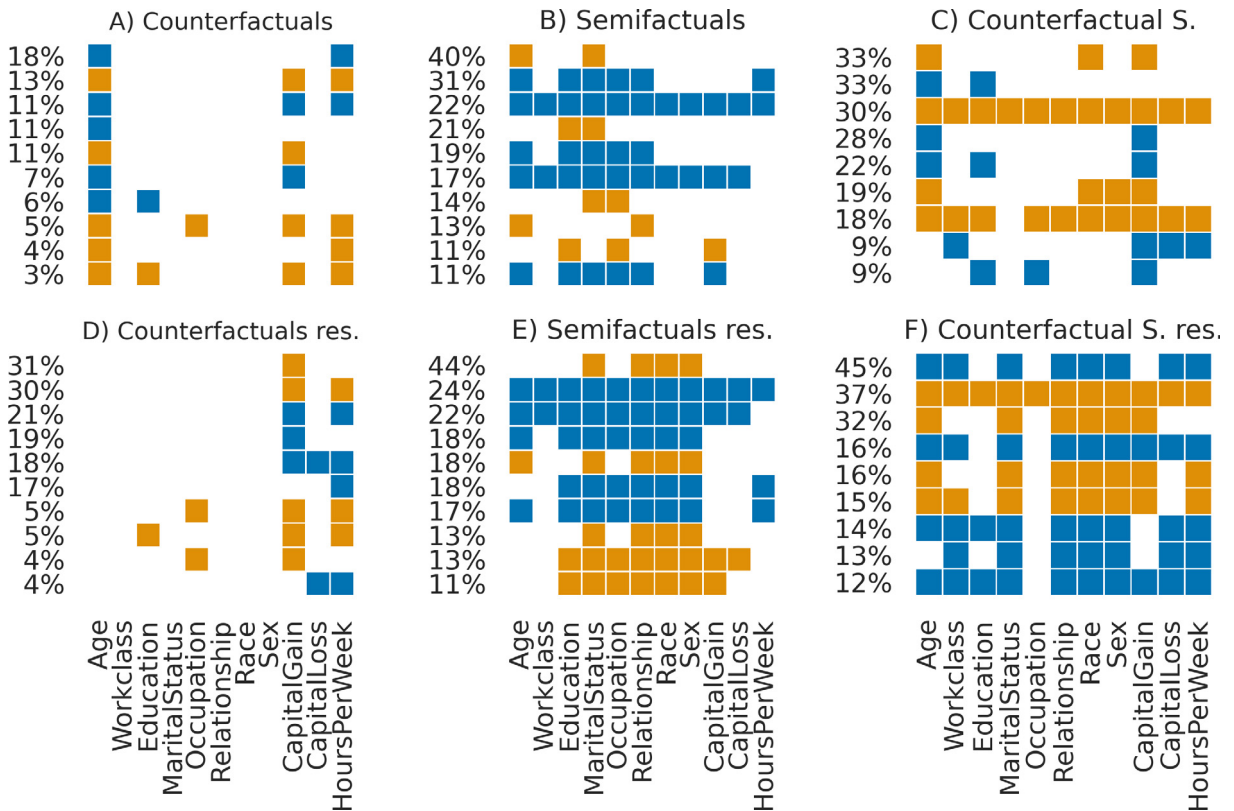 A) Counterfactuals
18%
13%
11%
11%
11%
7%
6%
5%
4%
3%
B) Semifactuals
40%
31%
22%
21%
19%
17%
14%
13%
11%
11%
C) Counterfactual S.
33%
33%
30%
28%
22%
19%
18%
9%
9%
D) Counterfactuals res.
31%
30%
21%
19%
18%
17%
5%
5%
4%
4%
E) Semifactuals res.
44%
24%
22%
18%
18%
18%
17%
13%
13%
11%
F) Counterfactual S. res.
45%
37%
32%
16%
16%
15%
14%
13%
12%
Age
Workclass
Education
MaritalStatus
Occupation
Relationship
Race
Sex
CapitalGain
CapitalLoss
HoursPerWeek
Age
Workclass
Education
MaritalStatus
Occupation
Relationship
Race
Sex
CapitalGain
CapitalLoss
HoursPerWeek
Age
Workclass
Education
MaritalStatus
Occupation
Relationship
Race
Sex
CapitalGain
CapitalLoss
HoursPerWeek